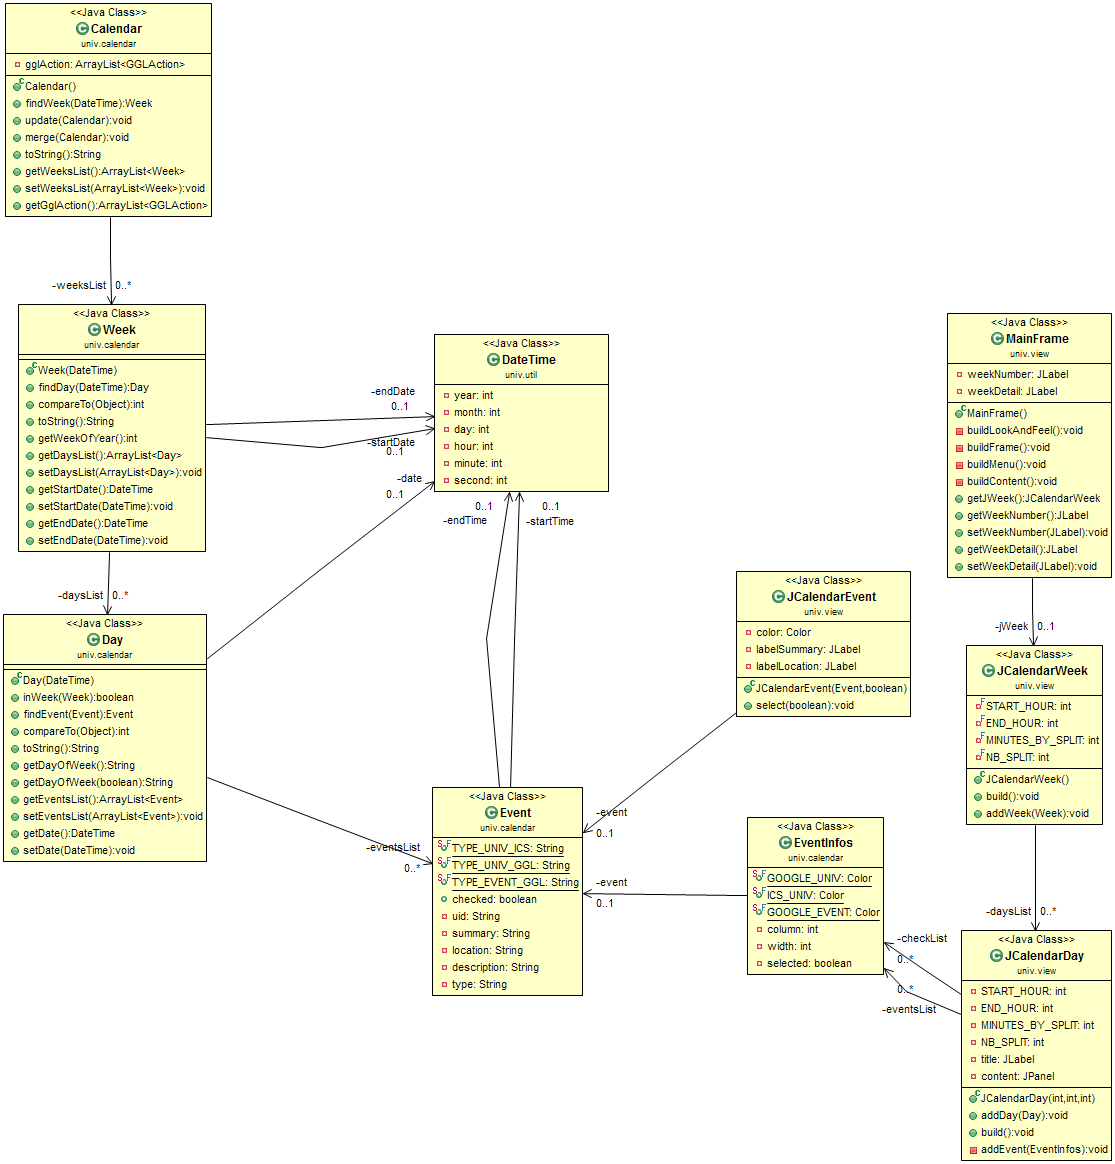 <<Java Class>>
Calendar
univ.calendar
gglAction: ArrayList<GGLAction>
Calendar()
findWeek(DateTime):Week
update(Calendar):void
merge(Calendar):void
toString():String
getWeeksList():ArrayList<Week>
setWeeksList(ArrayList<Week>):void
getGglAction():ArrayList<GGLAction>
-weeksList 0..*
<<Java Class>>
Week
univ.calendar
Week(DateTime)
findDay(DateTime):Day
compareTo(Object):int
toString():String
getWeekOfYear():int
getDaysList():ArrayList<Day>
setDaysList(ArrayList<Day>):void
getStartDate():DateTime
setStartDate(DateTime):void
getEndDate():DateTime
setEndDate(DateTime):void
-endDate
0..1
-startDate
0..1
-date
0..1
-daysList 0..*
<<Java Class>>
DateTime
univ.util
year: int
month: int
day: int
hour: int
minute: int
second: int
0..1
-endTime
0..1
-startTime
<<Java Class>>
Day
univ.calendar
Day(DateTime)
inWeek(Week):boolean
findEvent(Event):Event
compareTo(Object):int
toString():String
getDayOfWeek():String
getDayOfWeek(boolean):String
getEventsList():ArrayList<Event>
setEventsList(ArrayList<Event>):void
getDate():DateTime
setDate(DateTime):void
-eventsList
0..*
<<Java Class>>
Event
univ.calendar
TYPE_UNIV_ICS: String
TYPE_UNIV_GGL: String
TYPE_EVENT_GGL: String
checked: boolean
uid: String
summary: String
location: String
description: String
type: String
<<Java Class>>
JCalendarEvent
univ.view
color: Color
labelSummary: JLabel
labelLocation: JLabel
JCalendarEvent(Event,boolean)
select(boolean):void
-event
0..1
-event
0..1
<<Java Class>>
EventInfos
univ.calendar
GOOGLE_UNIV: Color
ICS_UNIV: Color
GOOGLE_EVENT: Color
column: int
width: int
selected: boolean
<<Java Class>>
MainFrame
univ.view
weekNumber: JLabel
weekDetail: JLabel
MainFrame()
buildLookAndFeel():void
buildFrame():void
buildMenu():void
buildContent():void
getJWeek():JCalendarWeek
getWeekNumber():JLabel
setWeekNumber(JLabel):void
getWeekDetail():JLabel
setWeekDetail(JLabel):void
-jWeek 0..1
<<Java Class>>
JCalendarWeek
univ.view
START_HOUR: int
END_HOUR: int
MINUTES_BY_SPLIT: int
NB_SPLIT: int
JCalendarWeek()
build():void
addWeek(Week):void
-daysList 0..*
-checkList
0..*
0..*
-eventsList
<<Java Class>>
JCalendarDay
univ.view
START_HOUR: int
END_HOUR: int
MINUTES_BY_SPLIT: int
NB_SPLIT: int
title: JLabel
content: JPanel
JCalendarDay(int,int,int)
addDay(Day):void
build():void
addEvent(EventInfos):void